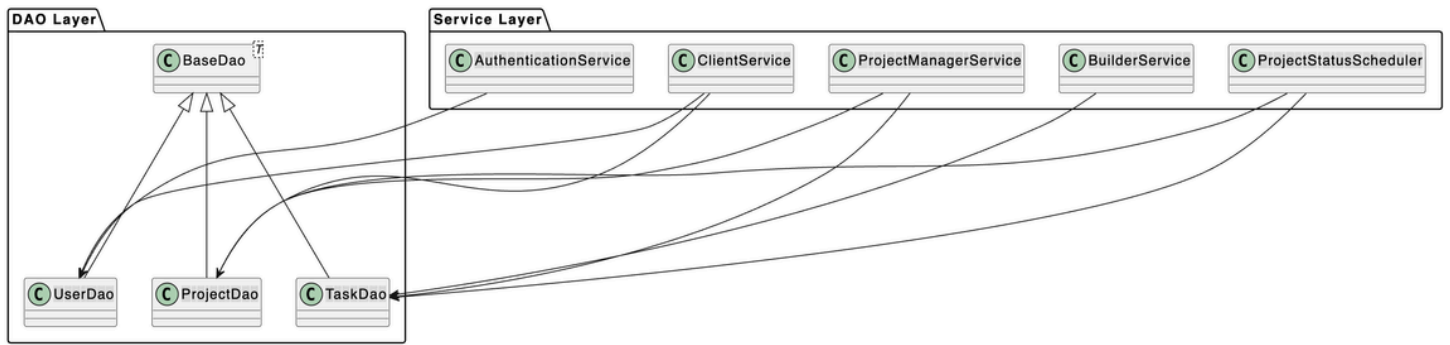 DAO Layer
Service Layer
C BaseDao T
C AuthenticationService
C ClientService
C ProjectManagerService
C BuilderService
C ProjectStatusScheduler
C UserDao
C ProjectDao
C TaskDao